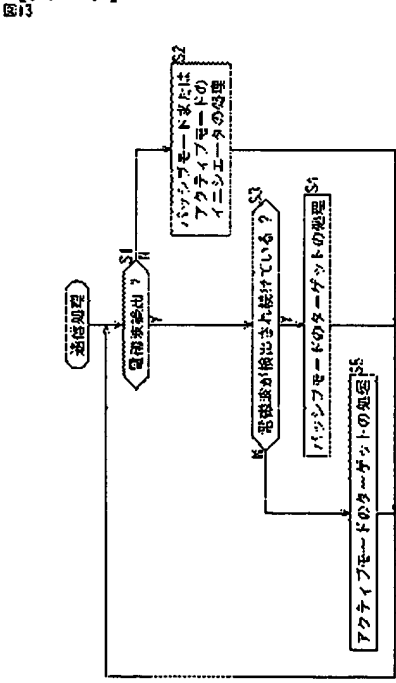 図13
通信処理
電磁波検出？
S1
N
Y
パッシブモードまたは
アクティブモードの
イニシエータの処理
S2
電磁波が検出され続けている？
S3
N
Y
パッシブモードのターゲットの処理
S4
アクティブモードのターゲットの処理
S5